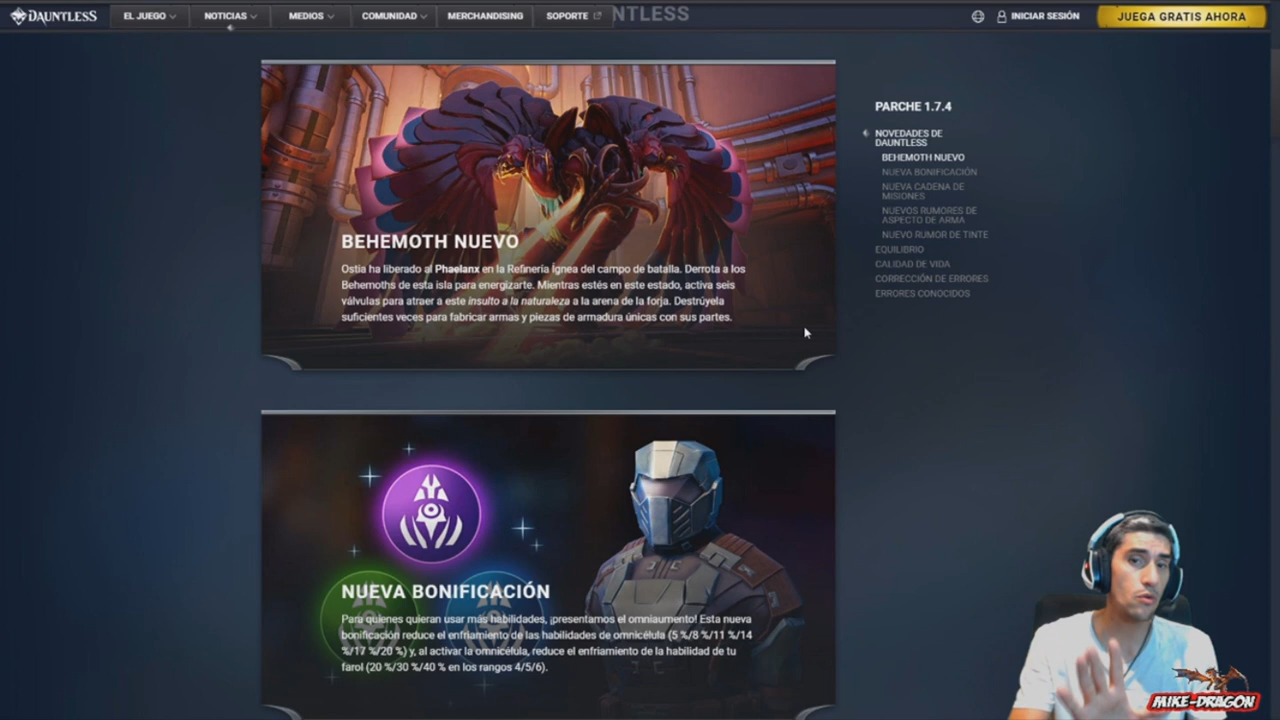 DAUNTLESS
EL JUEGO
NOTICIAS
MEDIOS
COMUNIDAD
MERCHANDISING
SOPORTE
NTLESS
INICIAR SESIÓN
JUEGA GRATIS AHORA
BEHEMOTH NUEVO
Ostia ha liberado al Phaelanx en la Refinería Ígnea del campo de batalla. Derrota a los
Behemoths de esta isla para energizarte. Mientras estés en este estado, activa seis
válvulas para atraer a este insulto a la naturaleza a la arena de la forja. Destrúyela
suficientes veces para fabricar armas y piezas de armadura únicas con sus partes.
NUEVA BONIFICACIÓN
Para quienes quieran usar más habilidades, ¡presentamos el omniaumento! Esta nueva
bonificación reduce el enfriamiento de las habilidades de omnicélula (5 %/8 %/11 %/14
%/17 %/20 %) y, al activar la omnicélula, reduce el enfriamiento de la habilidad de tu
farol (20 %/30 %/40 % en los rangos 4/5/6).
PARCHE 1.7.4
NOVEDADES DE
DAUNTLESS
BEHEMOTH NUEVO
NUEVA BONIFICACIÓN
NUEVA CADENA DE
MISIONES
NUEVOS RUMORES DE
ASPECTO DE ARMA
NUEVO RUMOR DE TINTE
EQUILIBRIO
CALIDAD DE VIDA
CORRECCIÓN DE ERRORES
ERRORES CONOCIDOS
MIKE-DRAGON